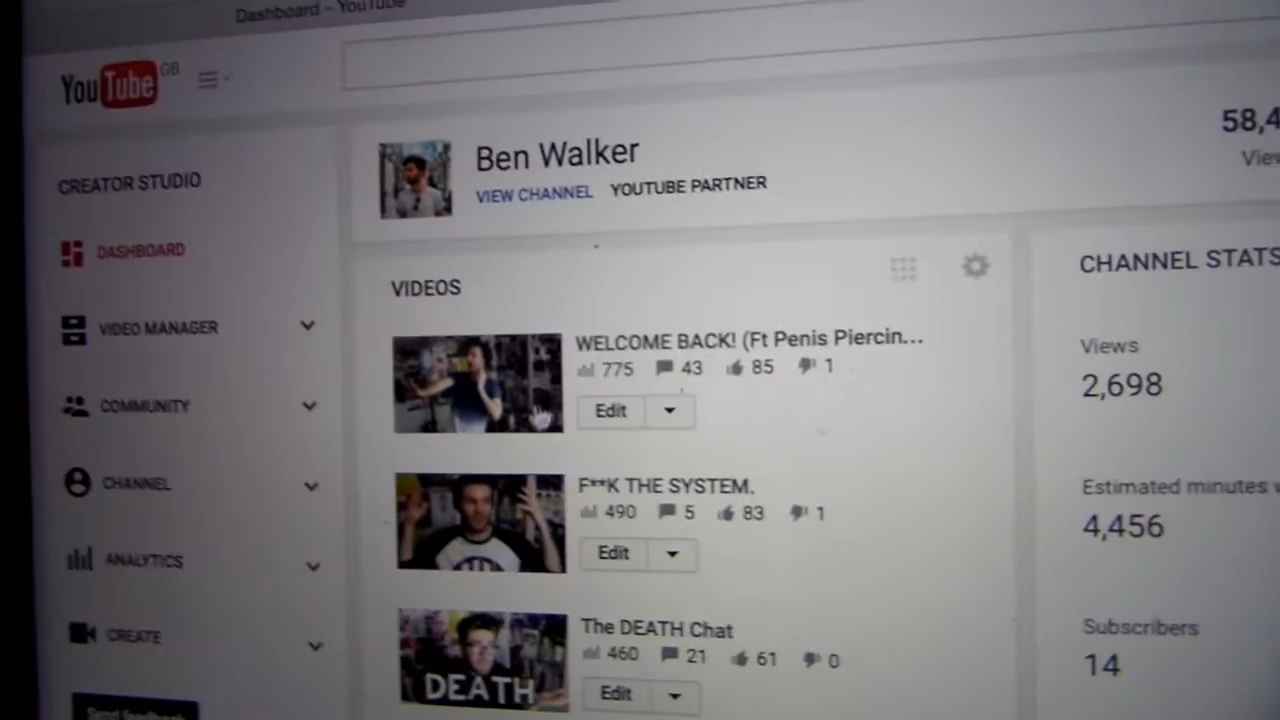 Dashboard - YouTube
YouTube GB
CREATOR STUDIO
DASHBOARD
VIDEO MANAGER
COMMUNITY
CHANNEL
ANALYTICS
CREATE
Send feedback
Ben Walker
VIEW CHANNEL YOUTUBE PARTNER
58,4
View
VIDEOS
WELCOME BACK! (Ft Penis Piercin...
775 43 85 1
Edit
F**K THE SYSTEM.
490 5 83 1
Edit
The DEATH Chat
460 21 61 0
Edit
DEATH
CHANNEL STATS
Views
2,698
Estimated minutes w
4,456
Subscribers
14